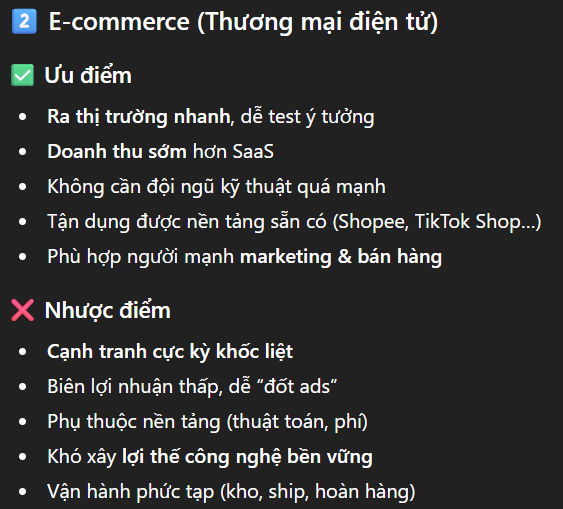 2 E-commerce (Thương mại điện tử)
✅ Ưu điểm
• Ra thị trường nhanh, dễ test ý tưởng
• Doanh thu sớm hơn SaaS
• Không cần đội ngũ kỹ thuật quá mạnh
• Tận dụng được nền tảng sẵn có (Shopee, TikTok Shop...)
• Phù hợp người mạnh marketing & bán hàng
❌ Nhược điểm
• Cạnh tranh cực kỳ khốc liệt
• Biên lợi nhuận thấp, dễ “đốt ads”
• Phụ thuộc nền tảng (thuật toán, phí)
• Khó xây lợi thế công nghệ bền vững
• Vận hành phức tạp (kho, ship, hoàn hàng)